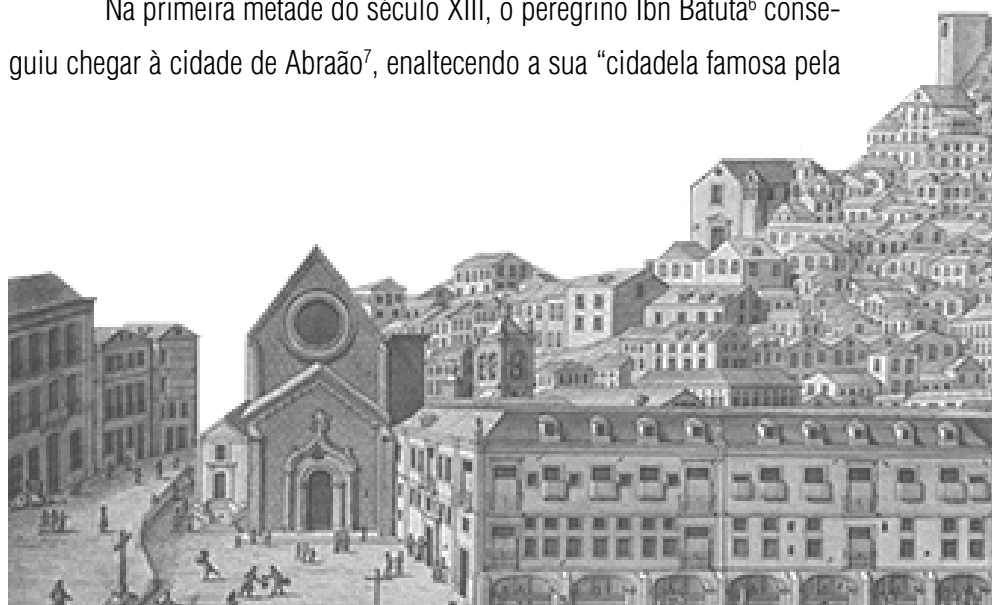 Na primeira metade do século XIII, o peregrino Ibn Batuta⁶ conse-
guiu chegar à cidade de Abraão⁷, enaltecendo a sua “cidadela famosa pela